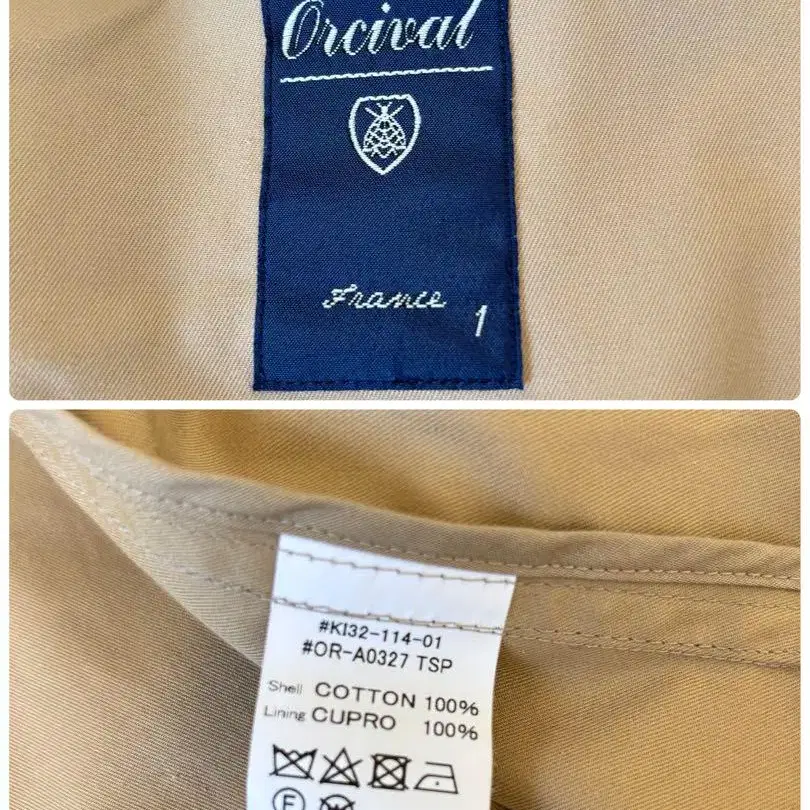 Orcival
France
1
#KI32-114-01
#OR-A0327 TSP
Shell COTTON 100%
Lining CUPRO 100%
F